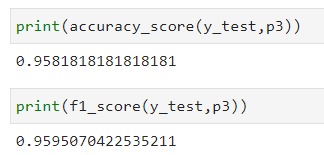 print(accuracy_score(y_test,p3))
0.9581818181818181
print(f1_score(y_test,p3))
0.9595070422535211